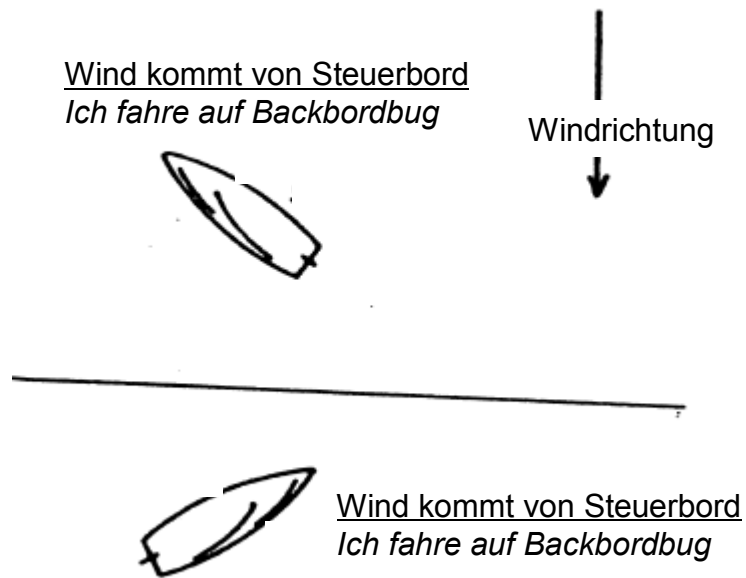 Wind kommt von Steuerbord
Ich fahre auf Backbordbug
Windrichtung
Wind kommt von Steuerbord
Ich fahre auf Backbordbug